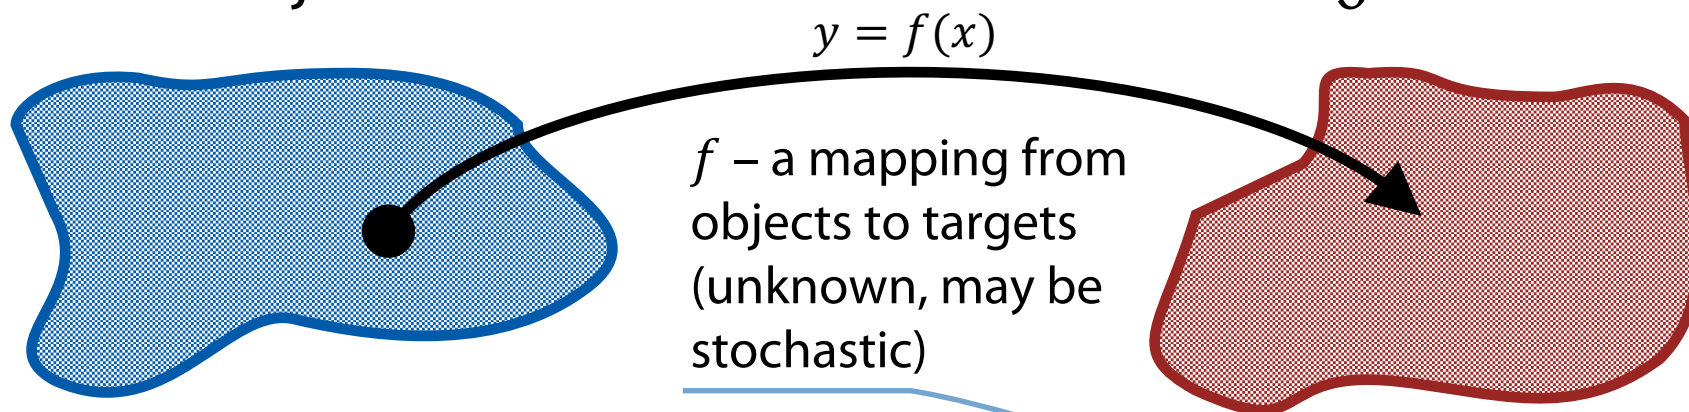 y = f(x)
f – a mapping from
objects to targets
(unknown, may be
stochastic)